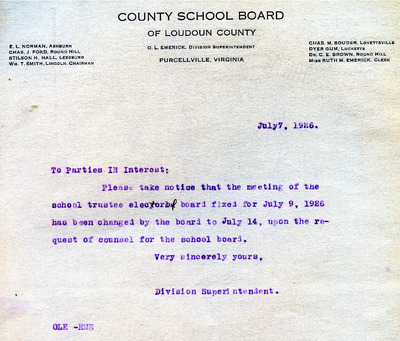 COUNTY SCHOOL BOARD
OF LOUDOUN COUNTY
O. L. EMERICK, DIVISION SUPERINTENDENT
PURCELLVILLE, VIRGINIA
E. L. NORMAN, ASHBURN
CHAS. J. FORD, ROUND HILL
STILSON H. HALL, LEESBURG
WM. T. SMITH, LINCOLN, CHAIRMAN
CHAS. M. SOUDER, LOVETTSVILLE
DYER GUM, LUCKETTS
DR. C. S. BROWN, ROUND HILL
MISS RUTH M. EMERICK, CLERK
July7, 1926.
To Parties IN Interest;
Please take notice that the meeting of the
school trustee electoral board fixed for July 9, 1926
has been changed by the board to July 14, upon the re-
quest of counsel for the school board.
Very sincerely yours,
Division Superintendent.
OLE -RME